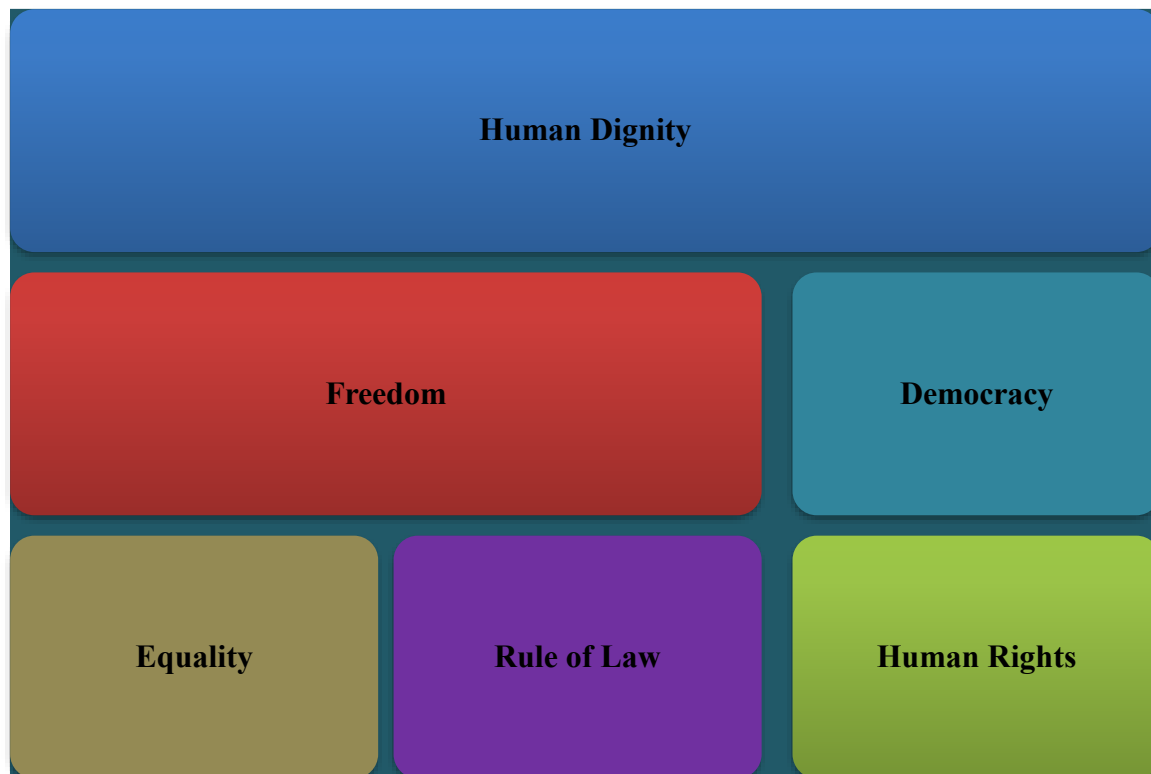 Human Dignity
Freedom
Democracy
Equality
Rule of Law
Human Rights